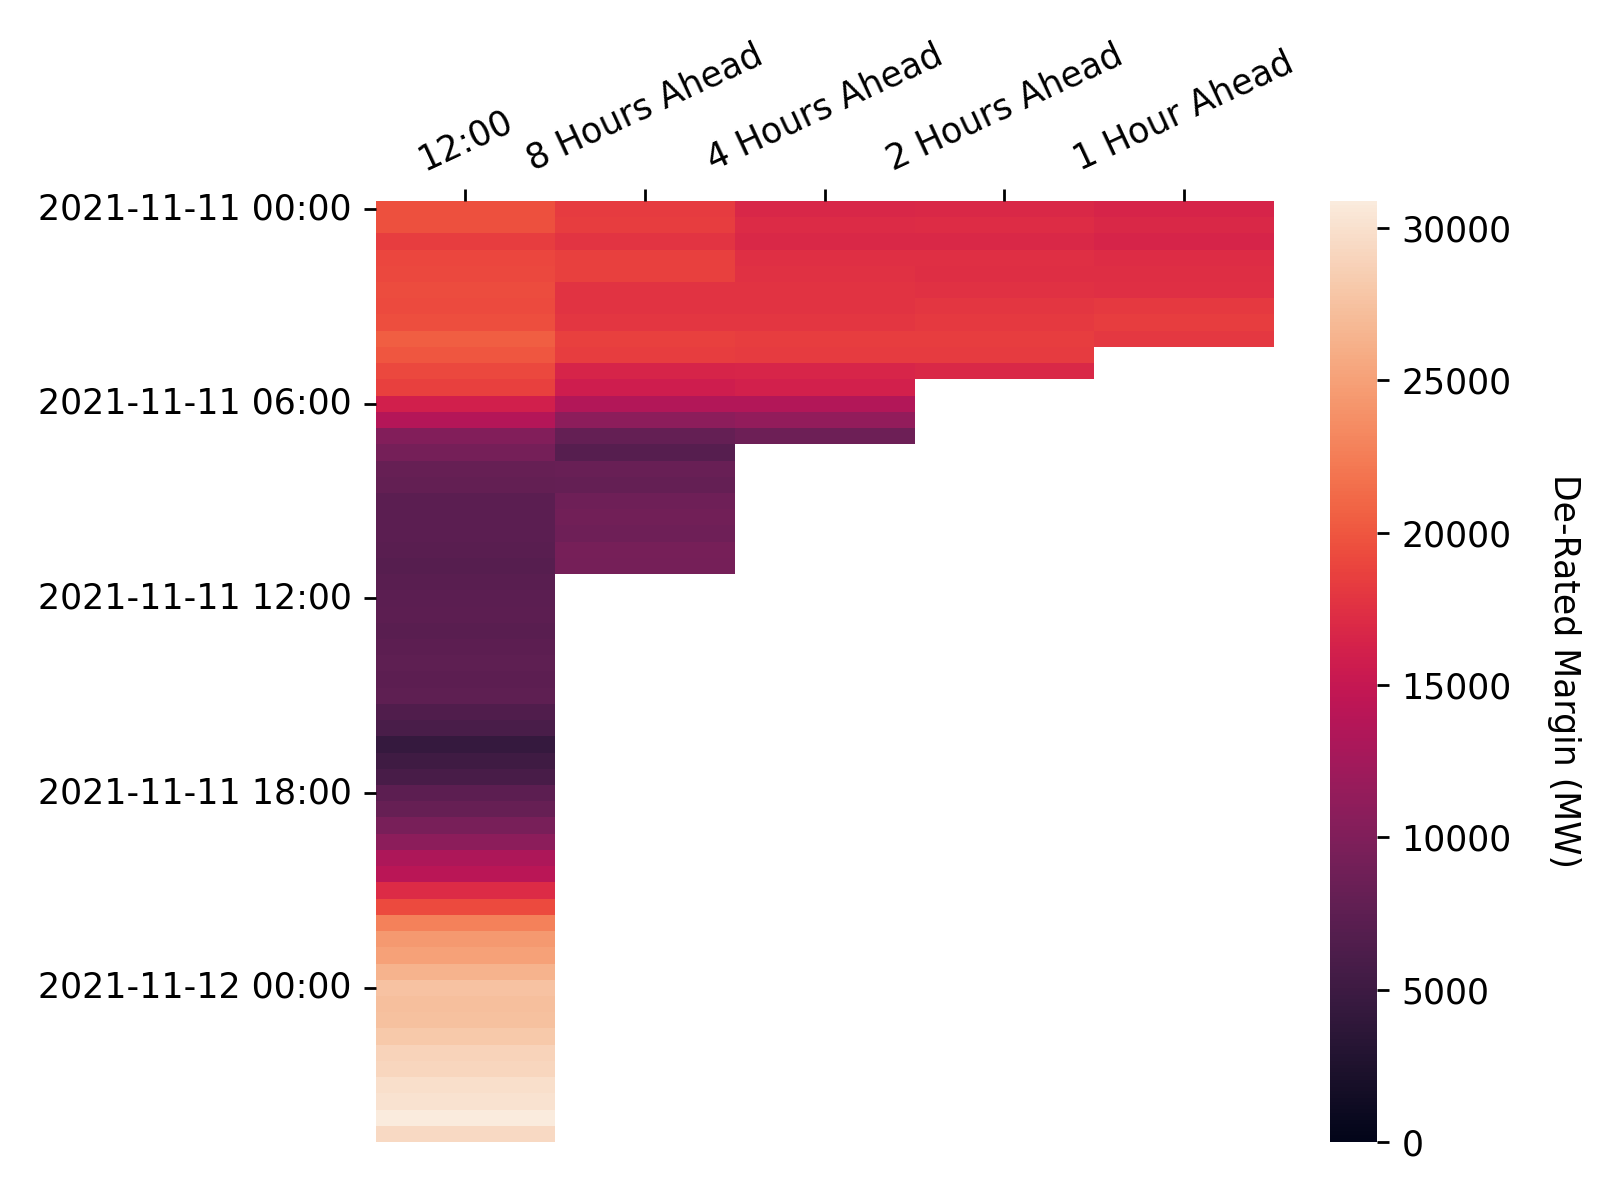 12:00
8 Hours Ahead
4 Hours Ahead
2 Hours Ahead
1 Hour Ahead
2021-11-11 00:00
2021-11-11 06:00
2021-11-11 12:00
2021-11-11 18:00
2021-11-12 00:00
30000
25000
20000
15000
10000
5000
0
De-Rated Margin (MW)